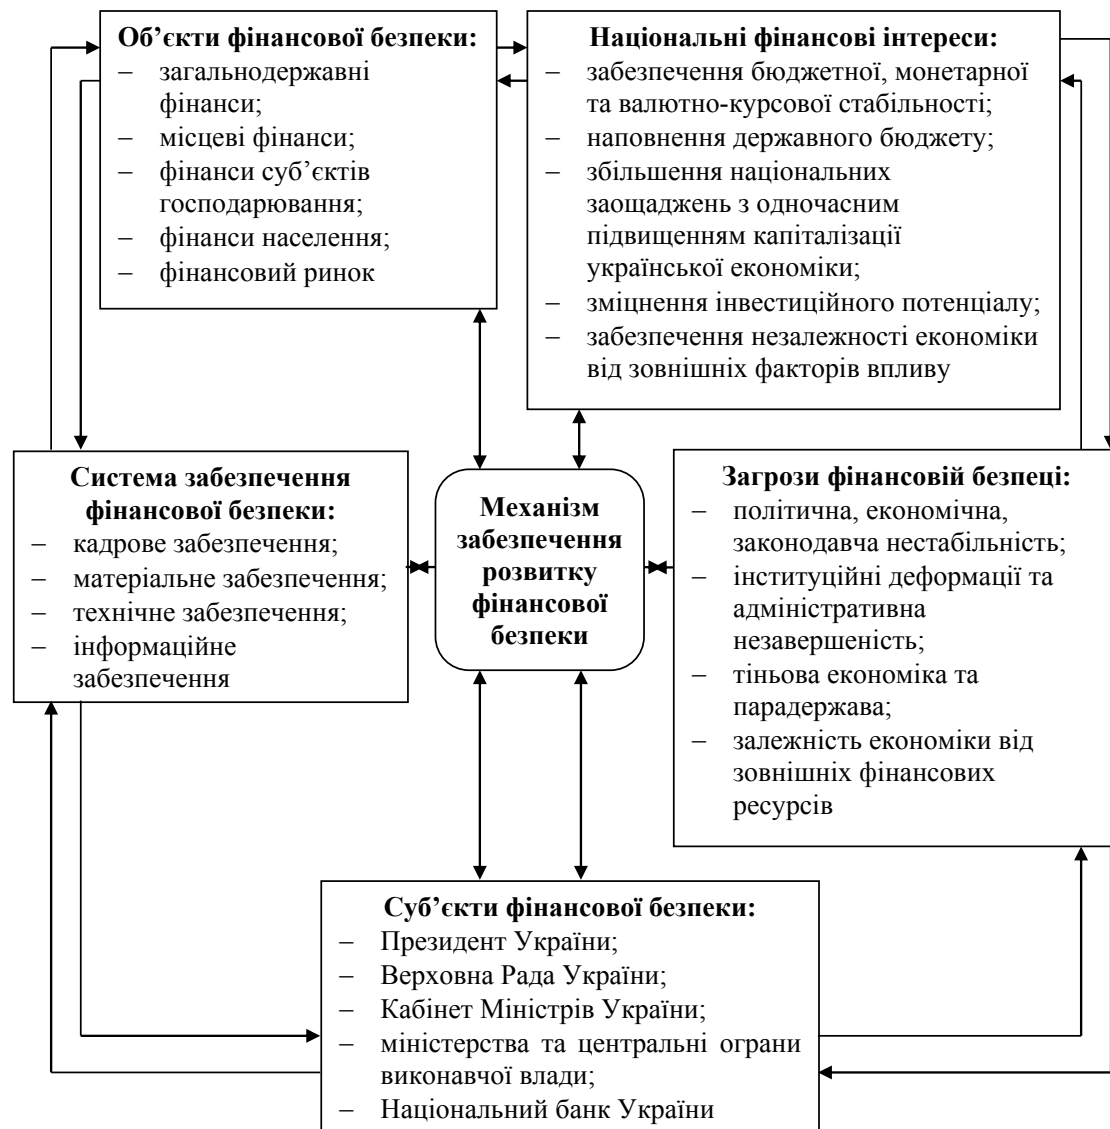 Об’єкти фінансової безпеки:
– загальнодержавні
фінанси;
– місцеві фінанси;
– фінанси суб’єктів
господарювання;
– фінанси населення;
– фінансовий ринок
Національні фінансові інтереси:
– забезпечення бюджетної, монетарної
та валютно-курсової стабільності;
– наповнення державного бюджету;
– збільшення національних
заощаджень з одночасним
підвищенням капіталізації
української економіки;
– зміцнення інвестиційного потенціалу;
– забезпечення незалежності економіки
від зовнішніх факторів впливу
Система забезпечення
фінансової безпеки:
– кадрове забезпечення;
– матеріальне забезпечення;
– технічне забезпечення;
– інформаційне
забезпечення
Механізм
забезпечення
розвитку
фінансової
безпеки
Загрози фінансовій безпеці:
– політична, економічна,
законодавча нестабільність;
– інституційні деформації та
адміністративна
незавершеність;
– тіньова економіка та
парадержава;
– залежність економіки від
зовнішніх фінансових
ресурсів
Суб’єкти фінансової безпеки:
– Президент України;
– Верховна Рада України;
– Кабінет Міністрів України;
– міністерства та центральні ограни
виконавчої влади;
– Національний банк України